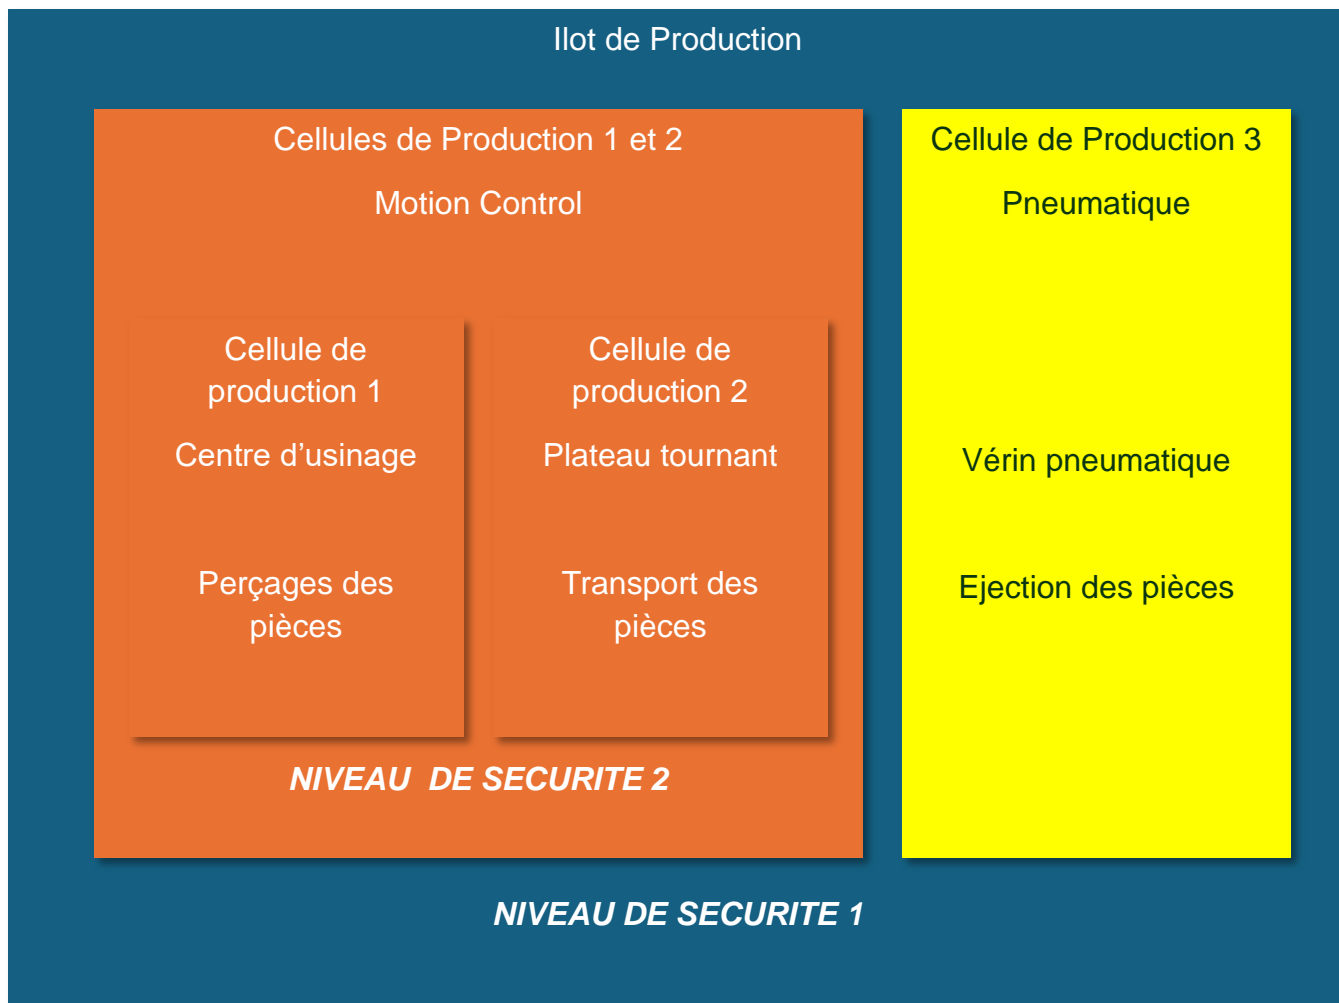 Ilot de Production
Cellules de Production 1 et 2
Motion Control
Cellule de
production 1
Centre d’usinage
Perçages des
pièces
Cellule de
production 2
Plateau tournant
Transport des
pièces
NIVEAU  DE SECURITE 2
Cellule de Production 3
Pneumatique
Vérin pneumatique
Ejection des pièces
NIVEAU DE SECURITE 1